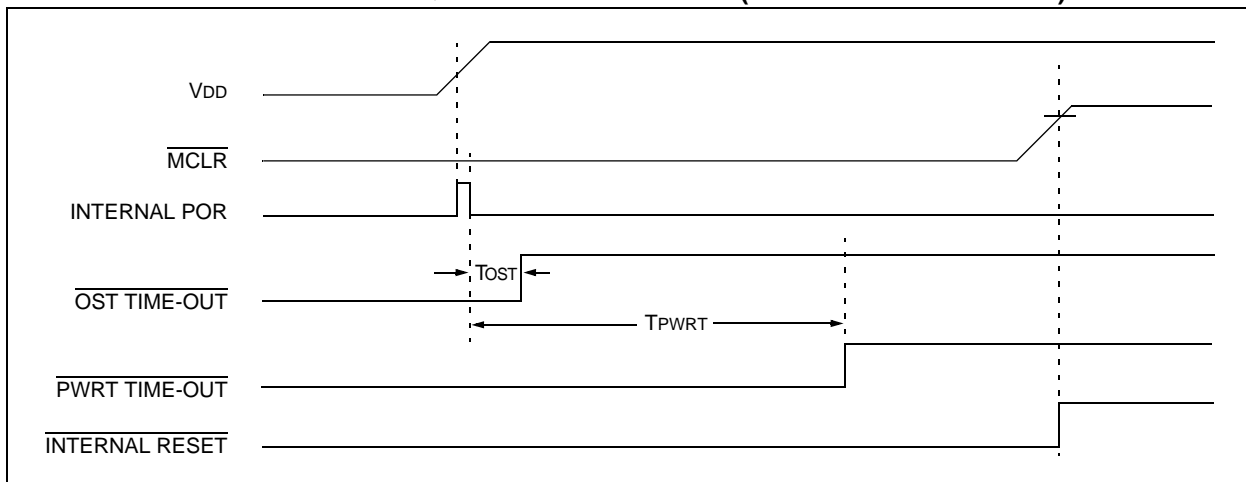 VDD
MCLR
INTERNAL POR
TOST
OST TIME-OUT
TPWRT
PWRT TIME-OUT
INTERNAL RESET